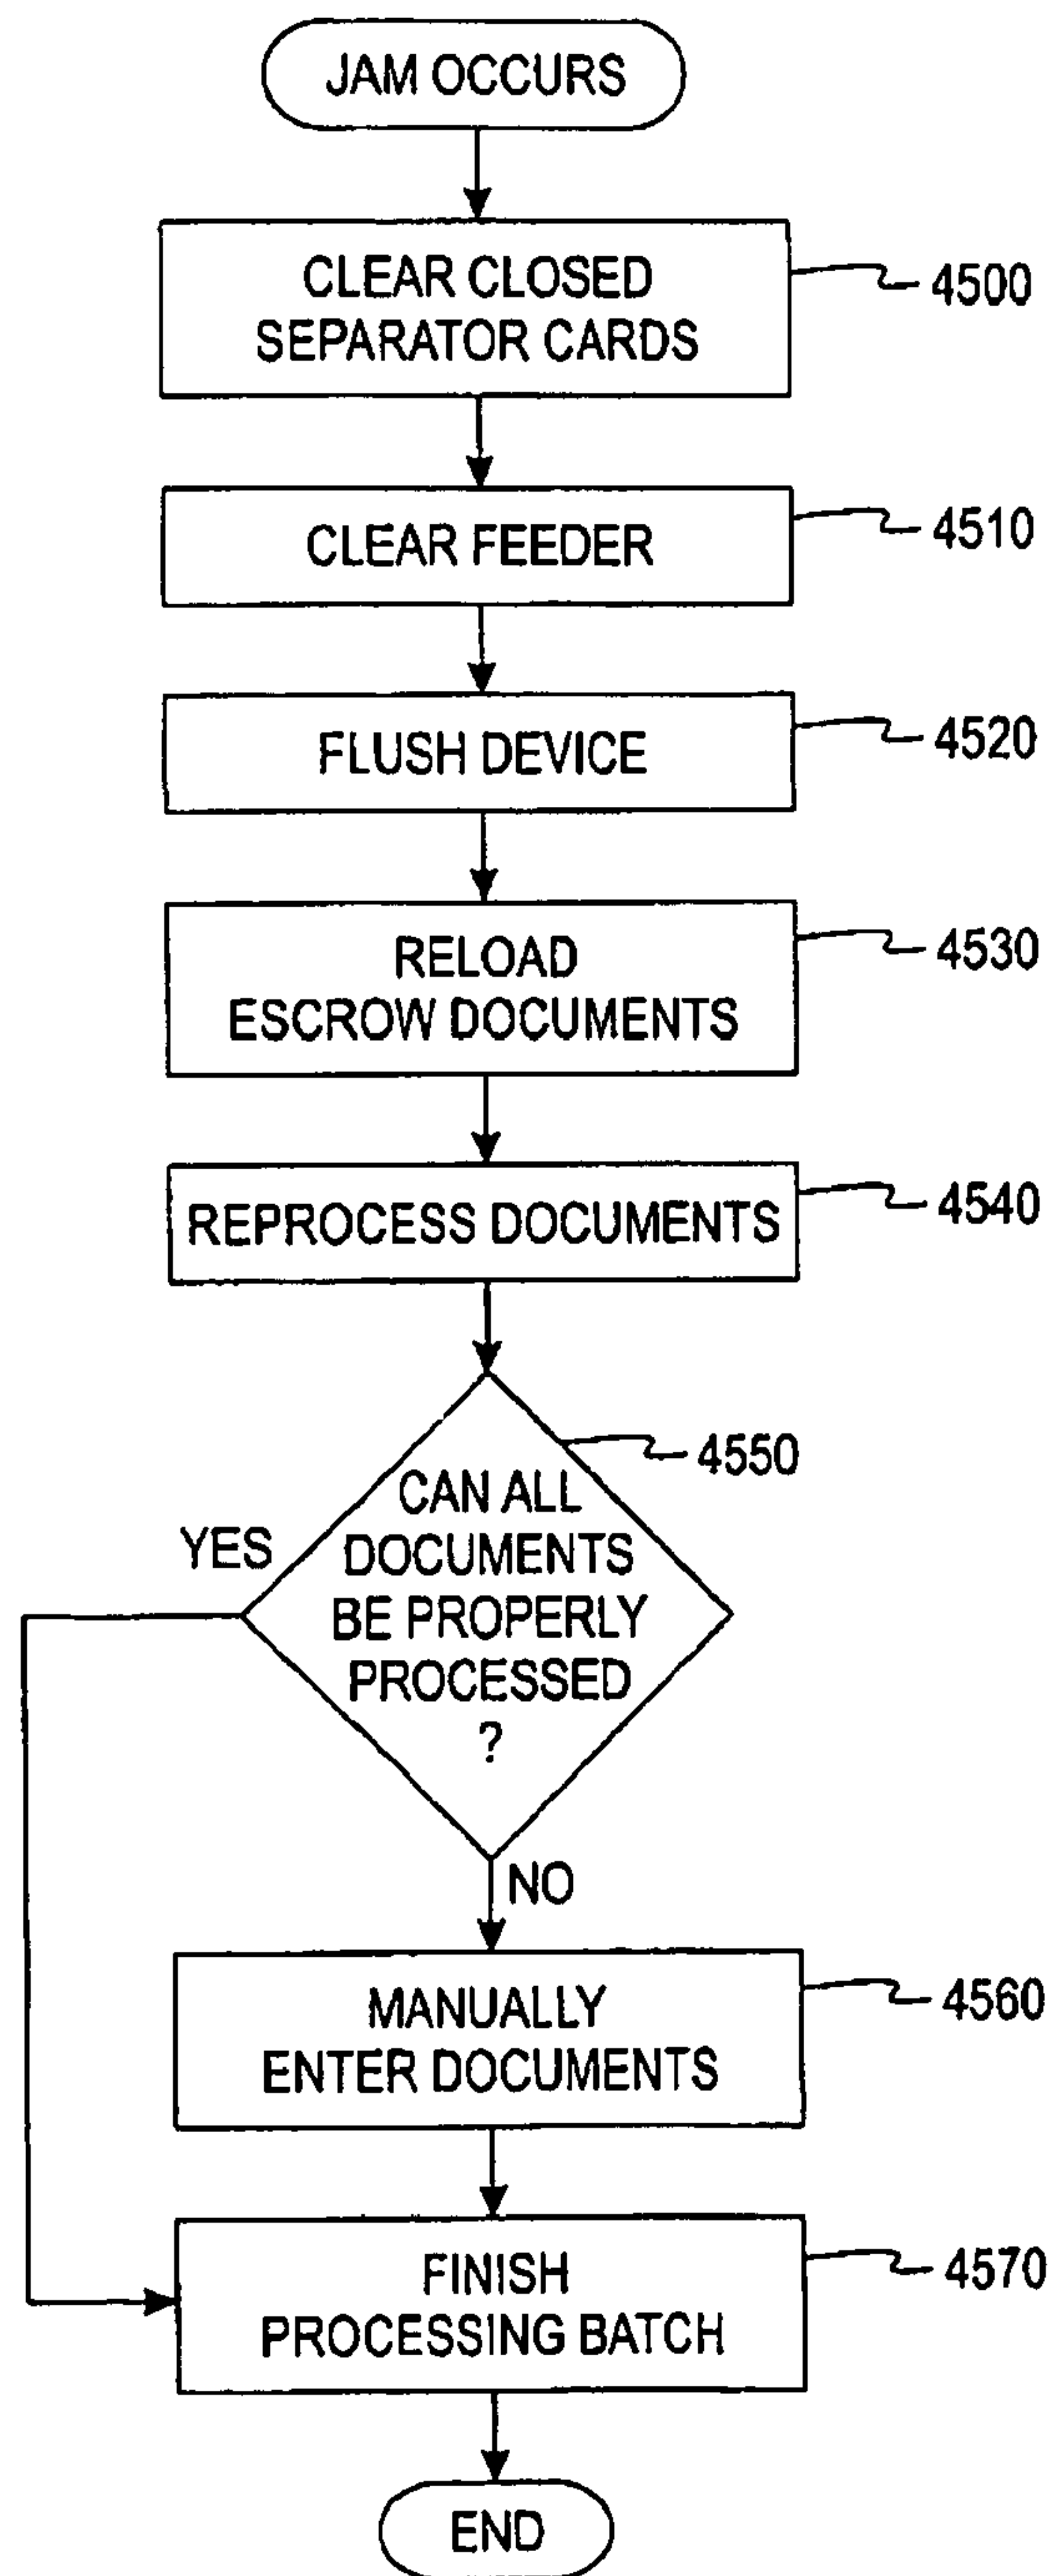 JAM OCCURS
CLEAR CLOSED
SEPARATOR CARDS
4500
CLEAR FEEDER
4510
FLUSH DEVICE
4520
RELOAD
ESCROW DOCUMENTS
4530
REPROCESS DOCUMENTS
4540
4550
CAN ALL
DOCUMENTS
BE PROPERLY
PROCESSED
?
YES
NO
MANUALLY
ENTER DOCUMENTS
4560
FINISH
PROCESSING BATCH
4570
END